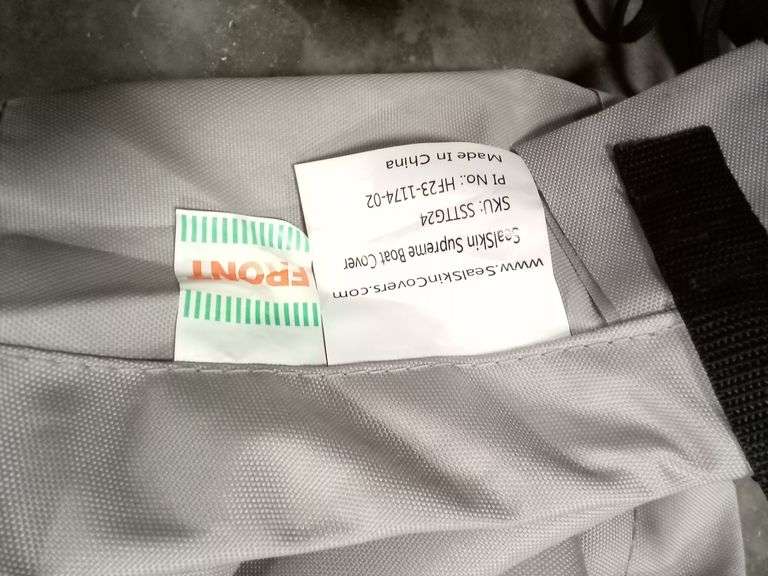 FRONT
www.SealSkinCovers.com
SealSkin Supreme Boat Cover
SKU: SSTTG24
PI No.: HF23-1174-02
Made In China